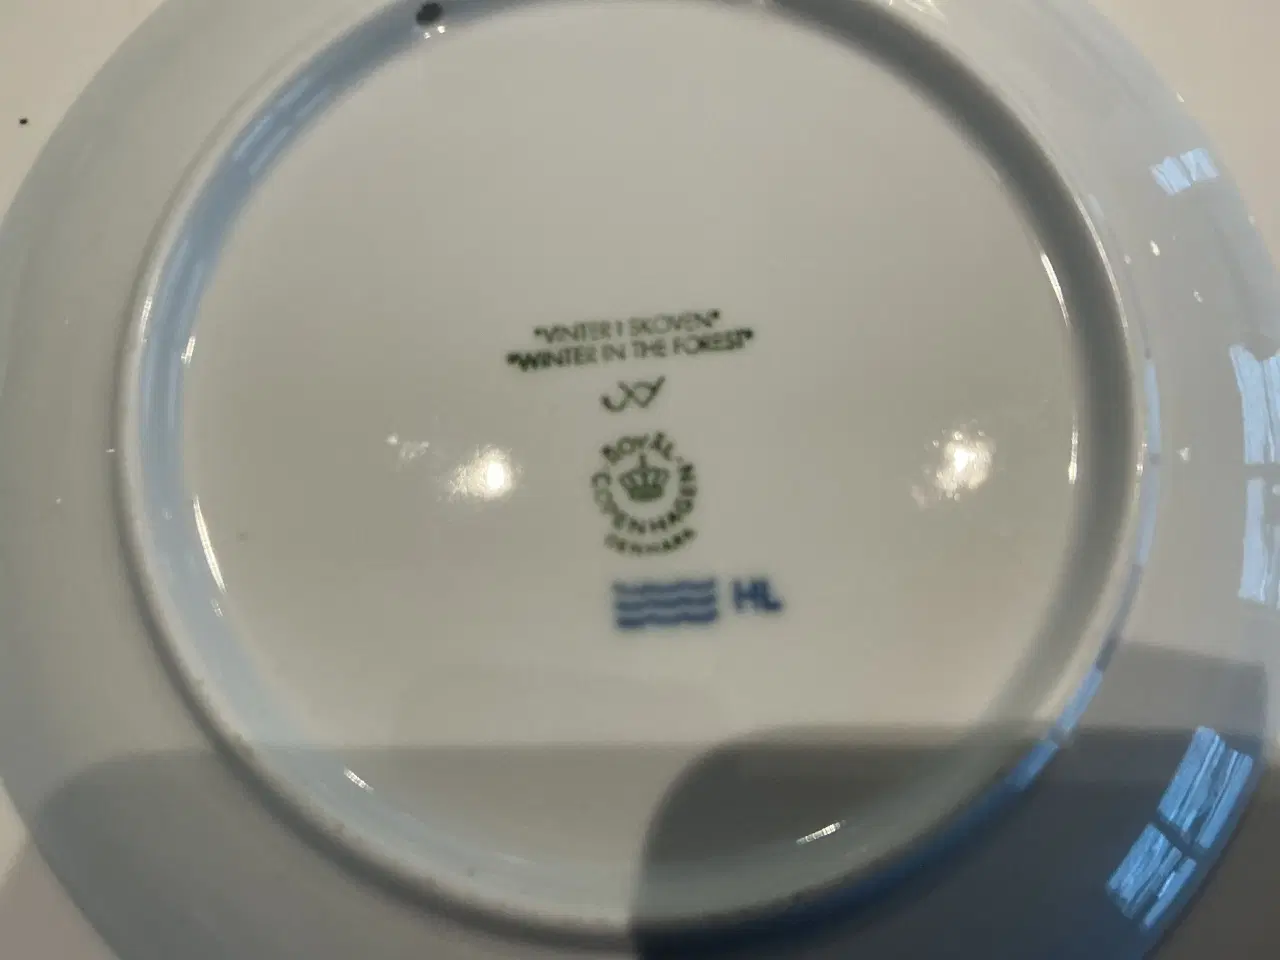 "VINTER I SKOVEN"
"WINTER IN THE FOREST"
ROYAL
COPENHAGEN
DENMARK
HL